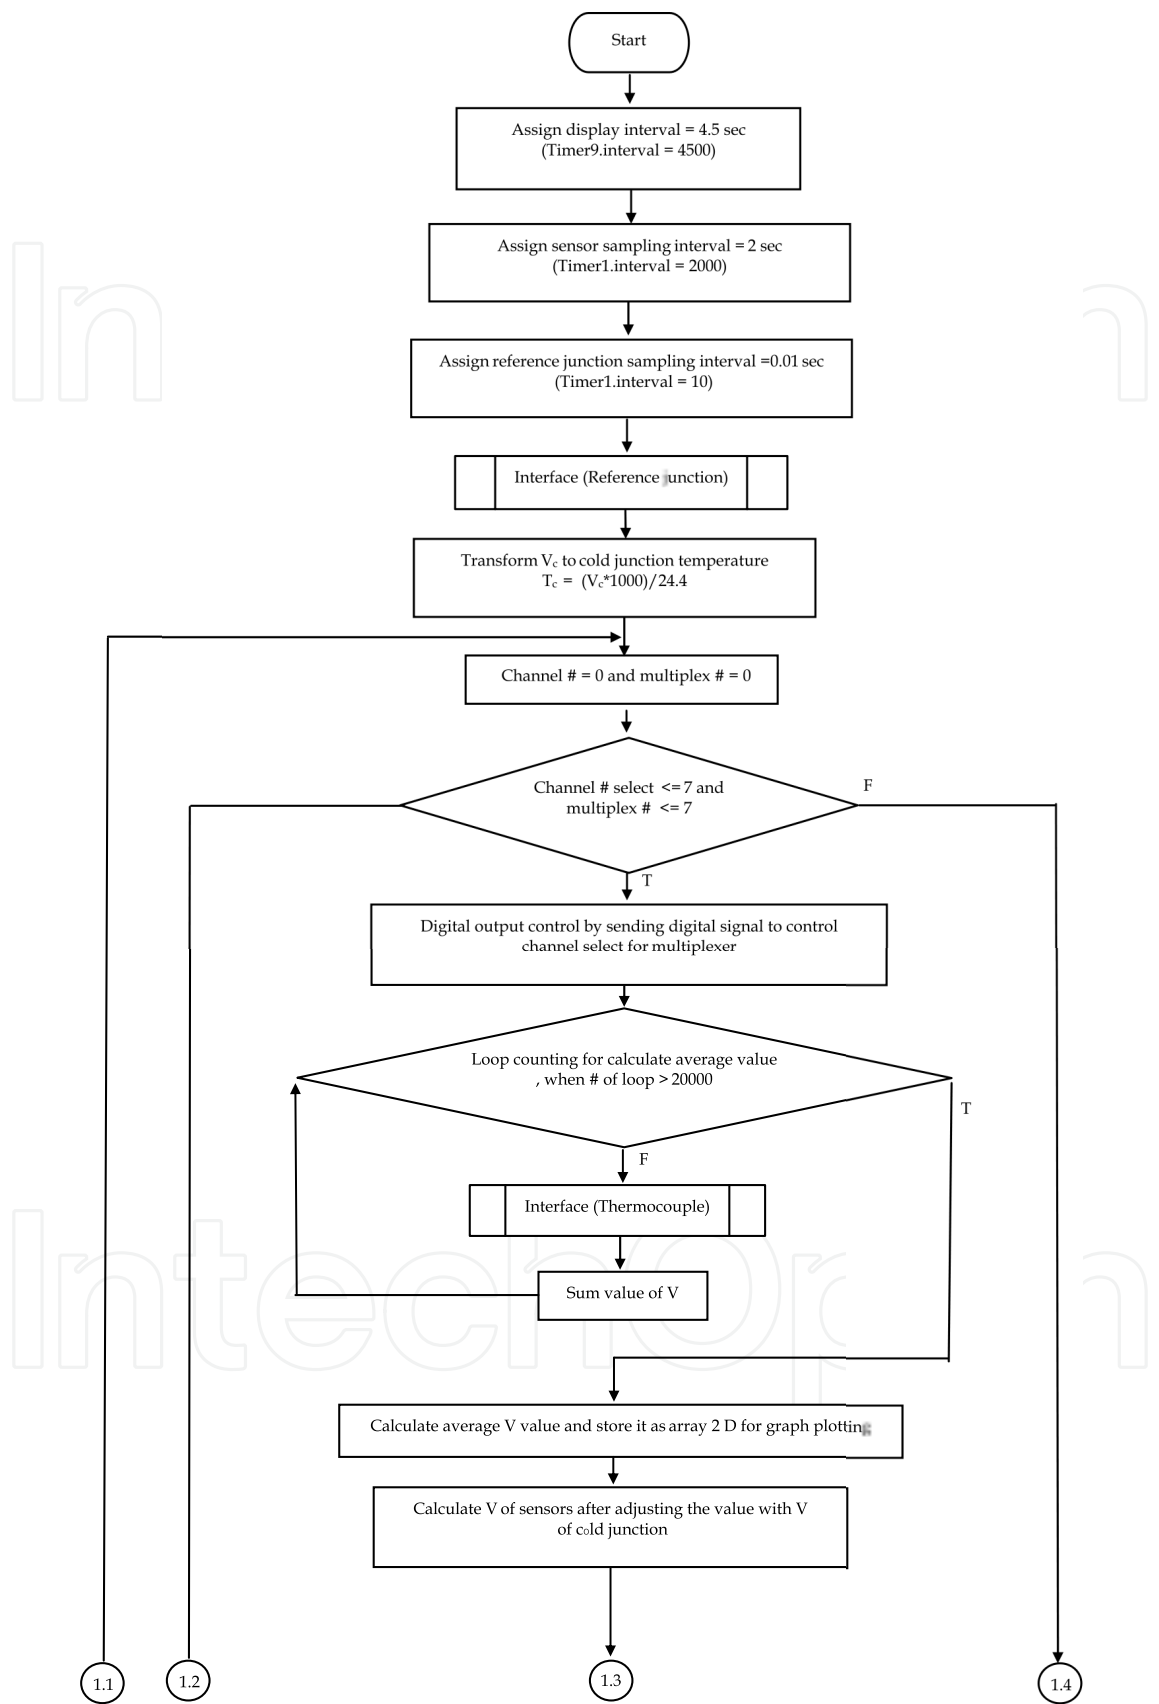 Start
Assign display interval = 4.5 sec
(Timer9.interval = 4500)
Assign sensor sampling interval = 2 sec
(Timer1.interval = 2000)
Assign reference junction sampling interval =0.01 sec
(Timer1.interval = 10)
Interface (Reference junction)
Transform Vc to cold junction temperature
Tc = (Vc*1000)/24.4
Channel # = 0 and multiplex # = 0
Channel # select <= 7 and
multiplex # <= 7
F
T
Digital output control by sending digital signal to control
channel select for multiplexer
Loop counting for calculate average value
, when # of loop > 20000
T
F
Interface (Thermocouple)
Sum value of V
Calculate average V value and store it as array 2 D for graph plotting
Calculate V of sensors after adjusting the value with V
of cold junction
1.1
1.2
1.3
1.4